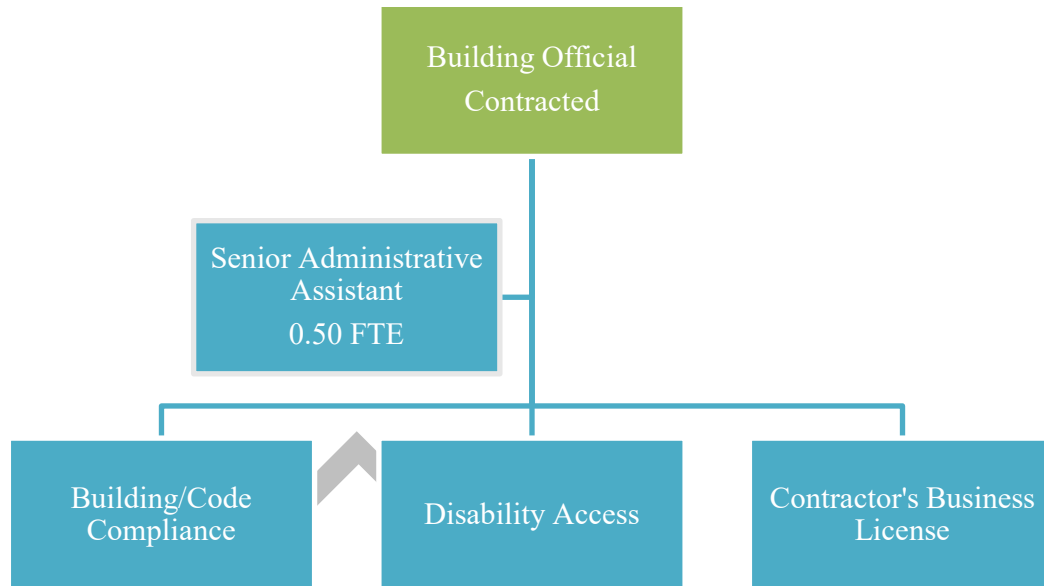 Building Official
Contracted
Senior Administrative
Assistant
0.50 FTE
Building/Code
Compliance
Disability Access
Contractor's Business
License